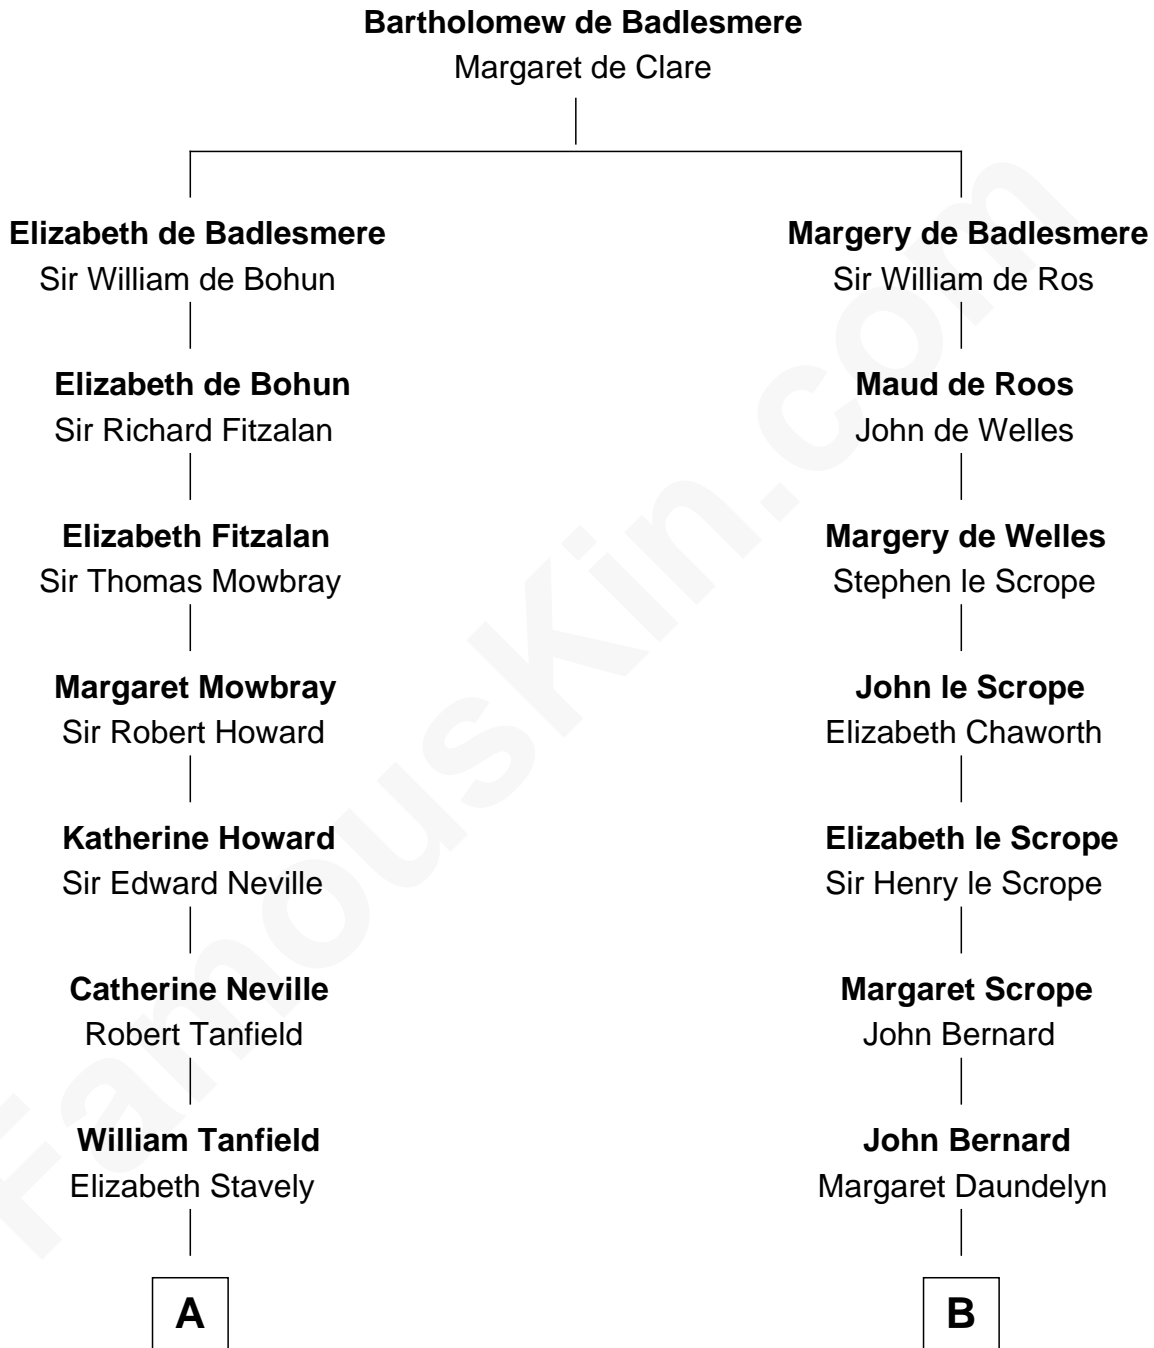 Bartholomew de Badlesmere
Margaret de Clare
Elizabeth de Badlesmere
Sir William de Bohun
Elizabeth de Bohun
Sir Richard Fitzalan
Elizabeth Fitzalan
Sir Thomas Mowbray
Margaret Mowbray
Sir Robert Howard
Katherine Howard
Sir Edward Neville
Catherine Neville
Robert Tanfield
William Tanfield
Elizabeth Stavely
A
Margery de Badlesmere
Sir William de Ros
Maud de Roos
John de Welles
Margery de Welles
Stephen le Scrope
John le Scrope
Elizabeth Chaworth
Elizabeth le Scrope
Sir Henry le Scrope
Margaret Scrope
John Bernard
John Bernard
Margaret Daundelyn
B
FamousKin.com